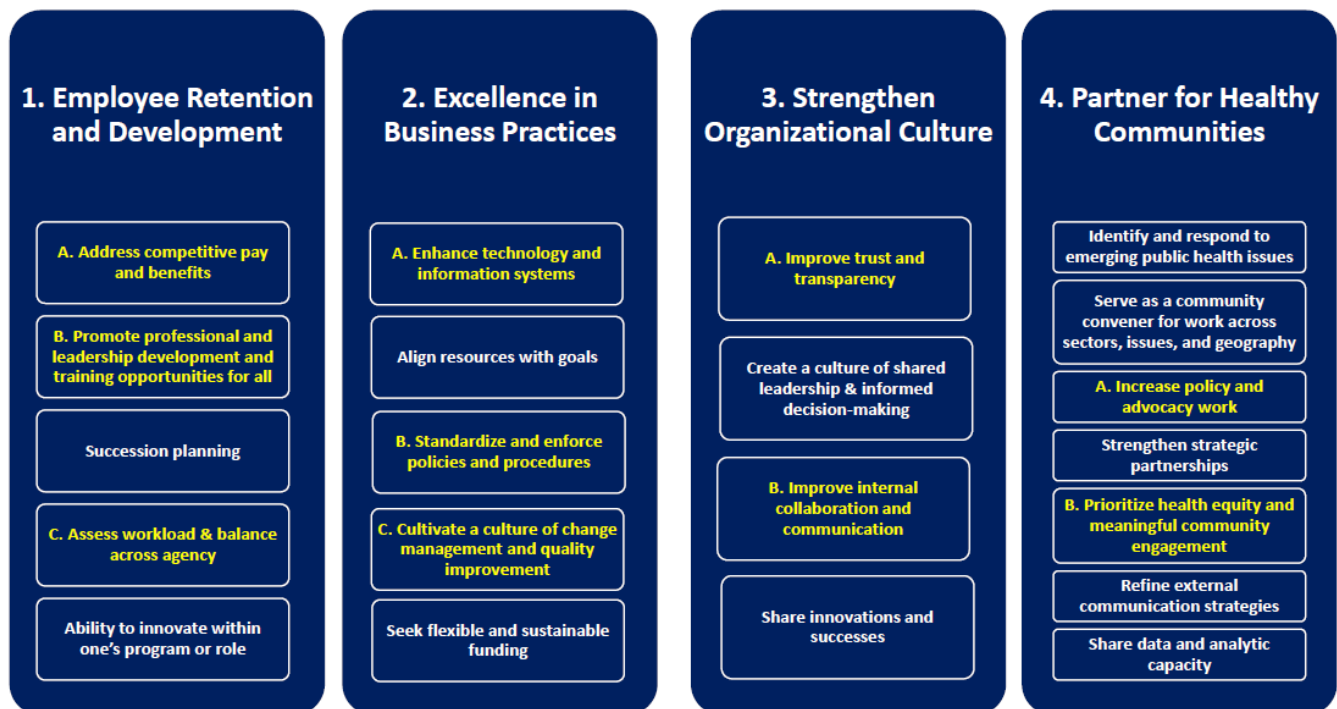 1. Employee Retention
and Development
A. Address competitive pay
and benefits
B. Promote professional and
leadership development and
training opportunities for all
Succession planning
C. Assess workload & balance
across agency
Ability to innovate within
one's program or role
2. Excellence in
Business Practices
A. Enhance technology and
information systems
Align resources with goals
B. Standardize and enforce
policies and procedures
C. Cultivate a culture of change
management and quality
improvement
Seek flexible and sustainable
funding
3. Strengthen
Organizational Culture
A. Improve trust and
transparency
Create a culture of shared
leadership & informed
decision-making
B. Improve internal
collaboration and
communication
Share innovations and
successes
4. Partner for Healthy
Communities
Identify and respond to
emerging public health issues
Serve as a community
convener for work across
sectors, issues, and geography
A. Increase policy and
advocacy work
Strengthen strategic
partnerships
B. Prioritize health equity and
meaningful community
engagement
Refine external
communication strategies
Share data and analytic
capacity